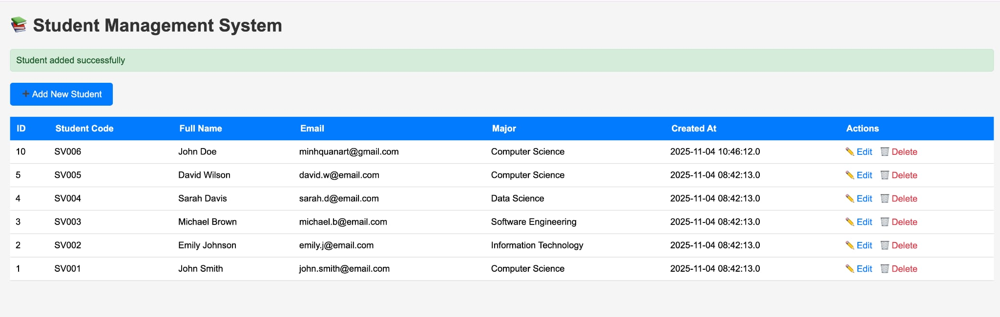 Student Management System
Student added successfully
Add New Student
ID Student Code Full Name Email Major Created At Actions
10 SV006 John Doe minhquanart@gmail.com Computer Science 2025-11-04 10:46:12.0 Edit Delete
5 SV005 David Wilson david.w@email.com Computer Science 2025-11-04 08:42:13.0 Edit Delete
4 SV004 Sarah Davis sarah.d@email.com Data Science 2025-11-04 08:42:13.0 Edit Delete
3 SV003 Michael Brown michael.b@email.com Software Engineering 2025-11-04 08:42:13.0 Edit Delete
2 SV002 Emily Johnson emily.j@email.com Information Technology 2025-11-04 08:42:13.0 Edit Delete
1 SV001 John Smith john.smith@email.com Computer Science 2025-11-04 08:42:13.0 Edit Delete